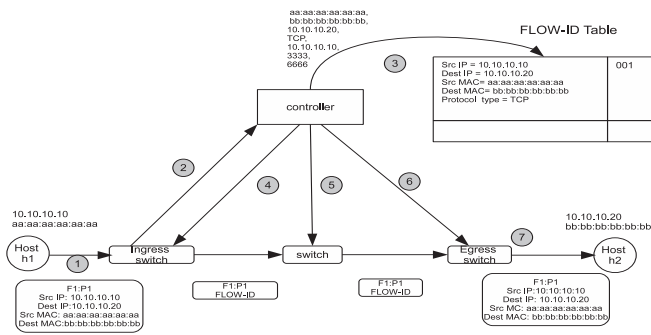 aa:aa:aa:aa:aa:aa,
bb:bb:bb:bb:bb:bb,
10.10.10.20,
TCP,
10.10.10.10,
3333,
6666
FLOW-ID Table
3
Src IP = 10.10.10.10
Dest IP = 10.10.10.20
Src MAC= aa:aa:aa:aa:aa:aa
Dest MAC= bb:bb:bb:bb:bb:bb
Protocol type = TCP
001
controller
2
4
5
6
10.10.10.10
aa:aa:aa:aa:aa:aa
Host
h1
1
Ingress
switch
switch
Egress
switch
7
10.10.10.20
bb:bb:bb:bb:bb:bb
Host
h2
F1:P1
Src IP: 10.10.10.10
Dest IP:10.10.10.20
Src MAC: aa:aa:aa:aa:aa:aa
Dest MAC:bb:bb:bb:bb:bb:bb
F1:P1
FLOW-ID
F1:P1
FLOW-ID
F1:P1
Src IP:10:10:10:10
Dest IP: 10.10.10.20
Src MC: aa:aa:aa:aa:aa:aa
Dest MAC: bb:bb:bb:bb:bb:bb